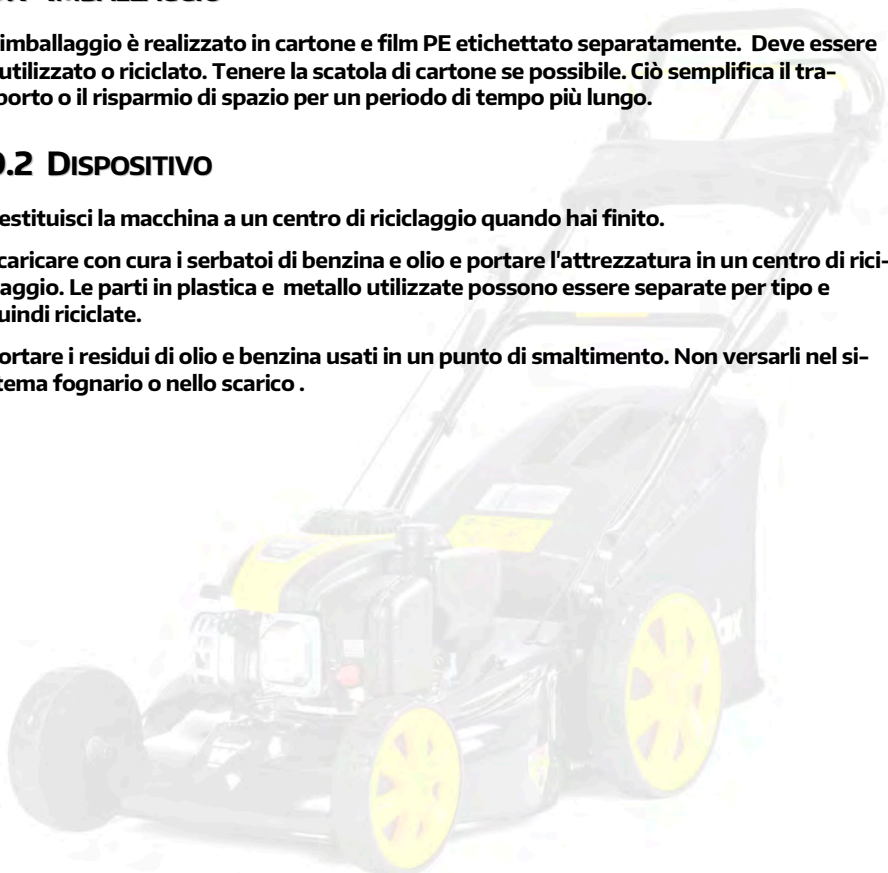 imballaggio è realizzato in cartone e film PE etichettato separatamente. Deve essere
utilizzato o riciclato. Tenere la scatola di cartone se possibile. Ciò semplifica il tra-
porto o il risparmio di spazio per un periodo di tempo più lungo.
.2 DISPOSITIVO
estituisci la macchina a un centro di riciclaggio quando hai finito.
caricare con cura i serbatoi di benzina e olio e portare l'attrezzatura in un centro di rici-
aggio. Le parti in plastica e metallo utilizzate possono essere separate per tipo e
uindi riciclate.
ortare i residui di olio e benzina usati in un punto di smaltimento. Non versarli nel si-
tema fognario o nello scarico .